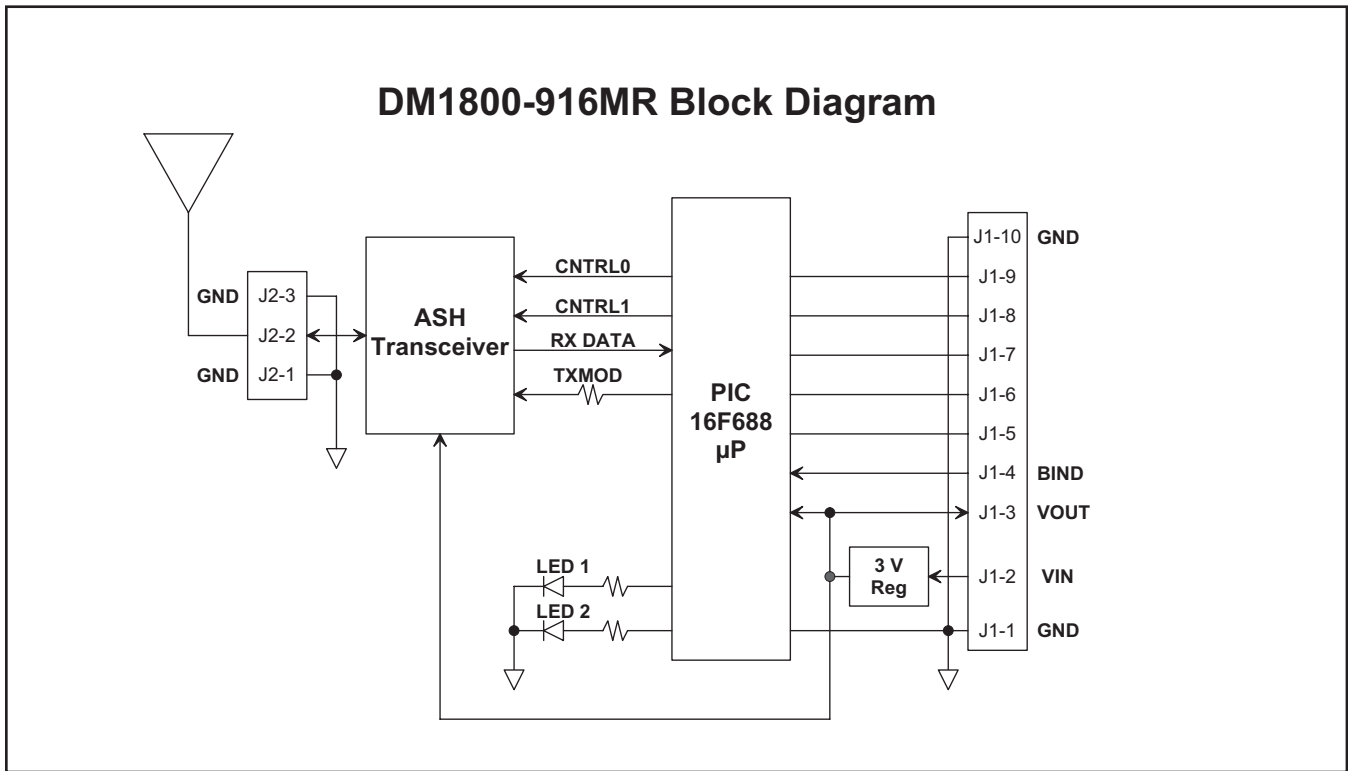 DM1800-916MR Block Diagram
GND J2-3
J2-2
GND J2-1
ASH
Transceiver
CNTRL0
CNTRL1
RX DATA
TXMOD
LED 1
LED 2
PIC
16F688
µP
3 V
Reg
J1-10 GND
J1-9
J1-8
J1-7
J1-6
J1-5
J1-4 BIND
J1-3 VOUT
J1-2 VIN
J1-1 GND